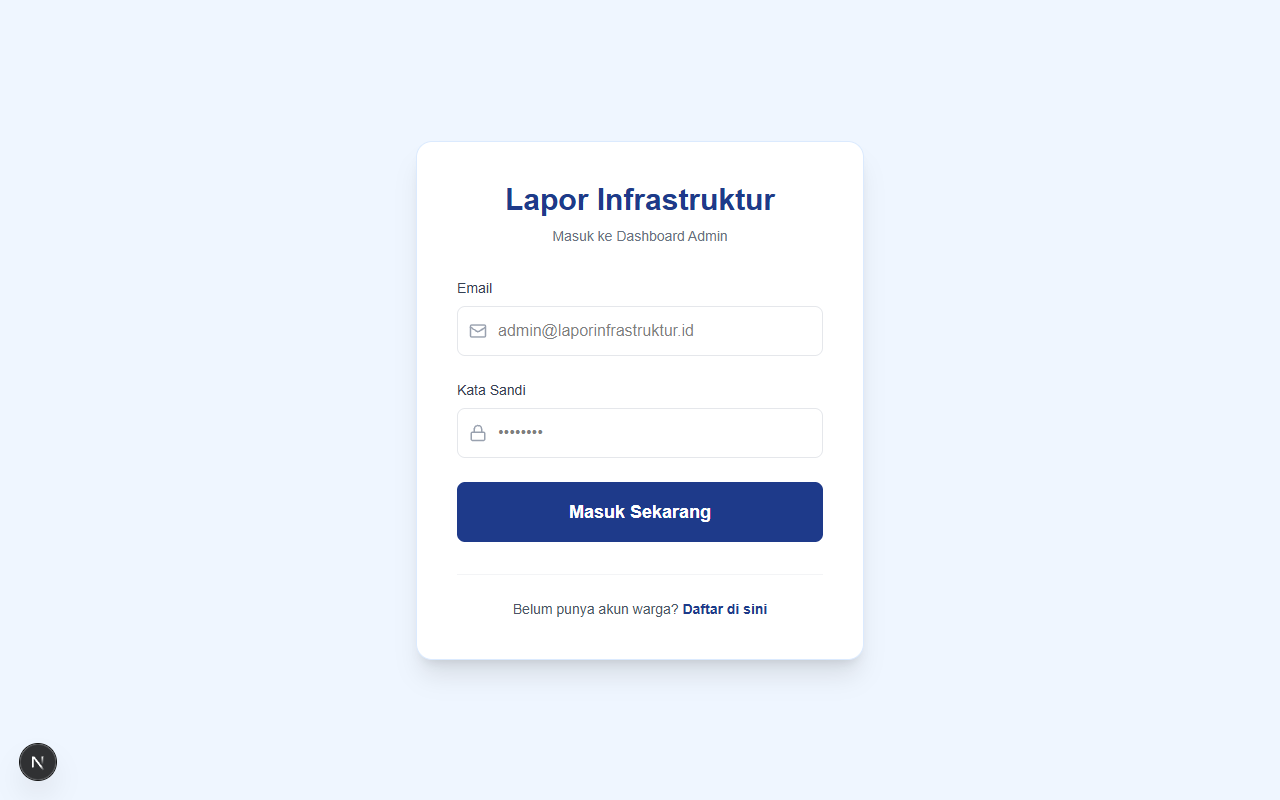 Lapor Infrastruktur
Masuk ke Dashboard Admin
Email
admin@laporinfrastruktur.id
Kata Sandi
••••••••
Masuk Sekarang
Belum punya akun warga? Daftar di sini
N